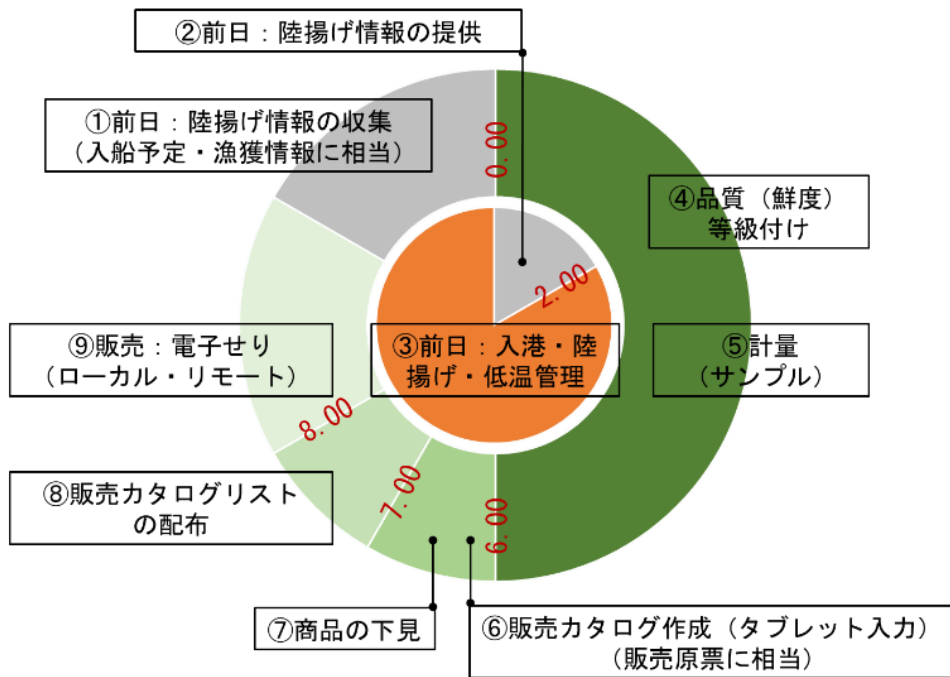 ②前日：陸揚げ情報の提供
①前日：陸揚げ情報の収集
（入船予定・漁獲情報に相当）
0.00
④品質（鮮度）
等級付け
2.00
⑨販売：電子せり
（ローカル・リモート）
③前日：入港・陸
揚げ・低温管理
⑤計量
（サンプル）
8.00
7.00
6.00
⑧販売カタログリスト
の配布
⑦商品の下見
⑥販売カタログ作成（タブレット入力）
（販売原票に相当）